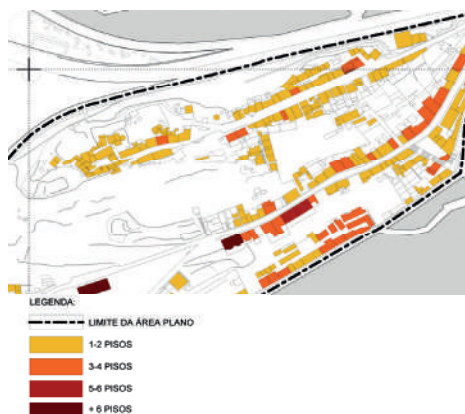 LEGENDA:
LIMITE DA ÁREA PLANO
1-2 PISOS
3-4 PISOS
5-6 PISOS
+ 6 PISOS